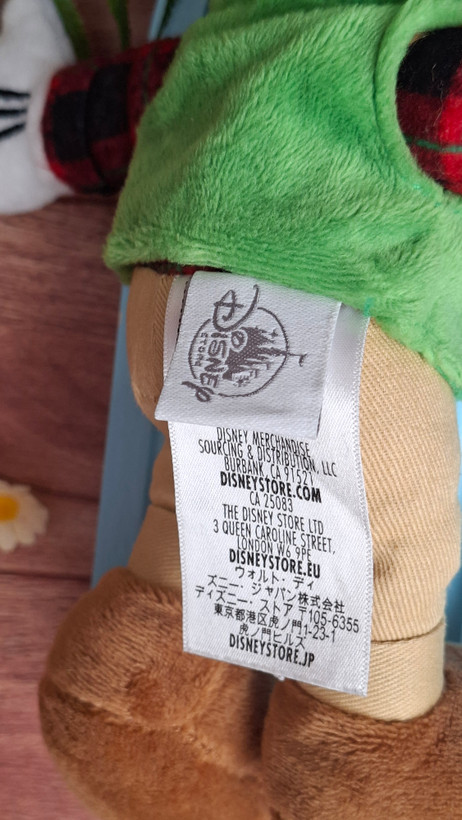 Disney
STORE
DISNEY MERCHANDISE
SOURCING & DISTRIBUTION, LLC
BURBANK, CA 91521
DISNEYSTORE.COM
CA 25083
THE DISNEY STORE LTD
3 QUEEN CAROLINE STREET,
LONDON W6 9PE
DISNEYSTORE.EU
ウォルト・ディ
ズニー・ジャパン株式会社
ディズニー・ストア 〒105-6355
東京都港区虎ノ門1-23-1
虎ノ門ヒルズ
DISNEYSTORE.JP